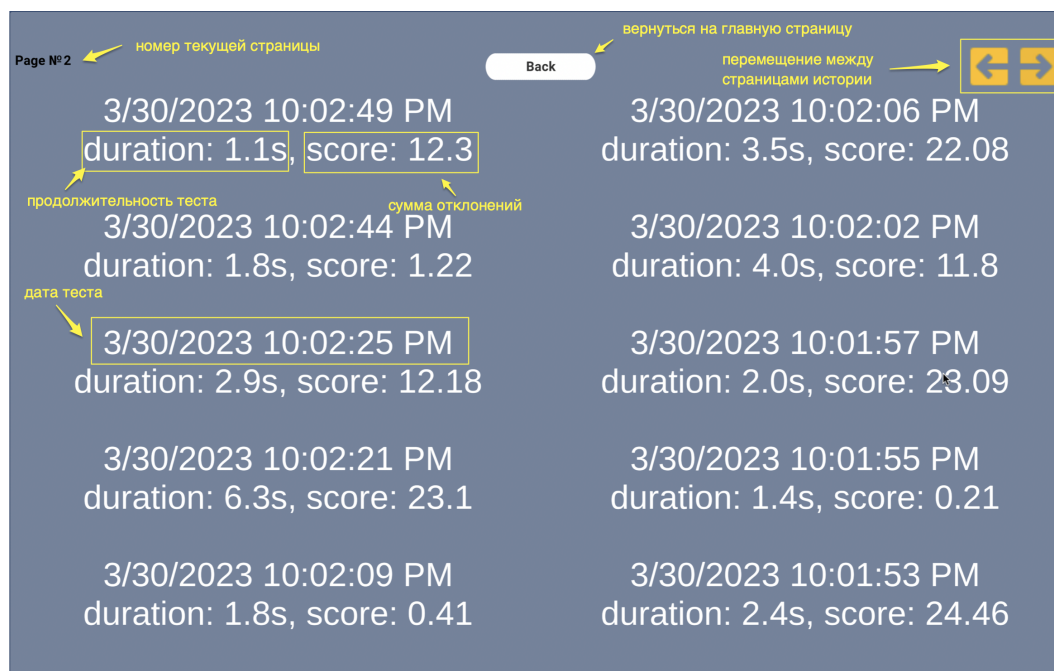 вернуться на главную страницу
номер текущей страницы
Page №2
Back
перемещение между
страницами истории
3/30/2023 10:02:49 PM
duration: 1.1s, score: 12.3
продолжительность теста
сумма отклонений
3/30/2023 10:02:44 PM
duration: 1.8s, score: 1.22
дата теста
3/30/2023 10:02:25 PM
duration: 2.9s, score: 12.18
3/30/2023 10:02:21 PM
duration: 6.3s, score: 23.1
3/30/2023 10:02:09 PM
duration: 1.8s, score: 0.41
3/30/2023 10:02:06 PM
duration: 3.5s, score: 22.08
3/30/2023 10:02:02 PM
duration: 4.0s, score: 11.8
3/30/2023 10:01:57 PM
duration: 2.0s, score: 23.09
3/30/2023 10:01:55 PM
duration: 1.4s, score: 0.21
3/30/2023 10:01:53 PM
duration: 2.4s, score: 24.46